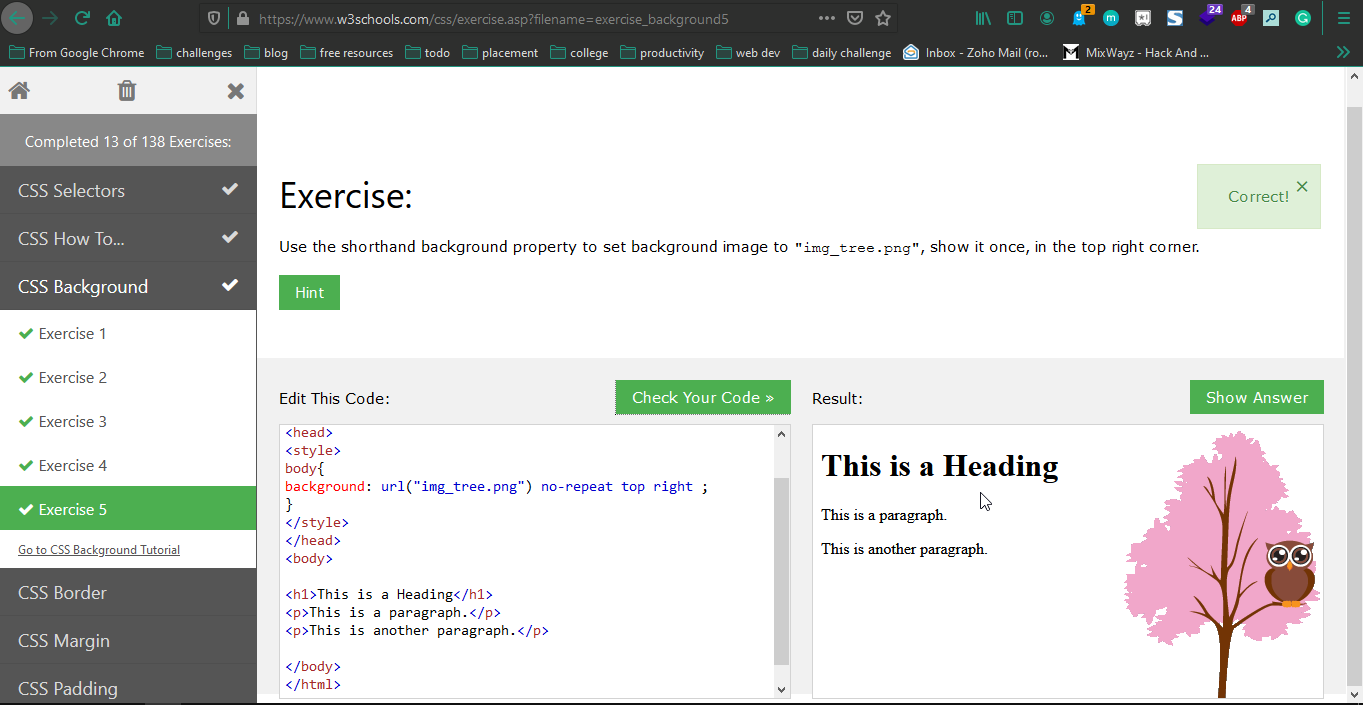 https://www.w3schools.com/css/exercise.asp?filename=exercise_background5
2
24
ABP
4
From Google Chrome
challenges
blog
free resources
todo
placement
college
productivity
web dev
daily challenge
Inbox - Zoho Mail (ro...
MixWayz - Hack And ...
Completed 13 of 138 Exercises:
CSS Selectors
CSS How To...
CSS Background
Exercise 1
Exercise 2
Exercise 3
Exercise 4
Exercise 5
Go to CSS Background Tutorial
CSS Border
CSS Margin
CSS Padding
Exercise:
Correct!
Use the shorthand background property to set background image to "img_tree.png", show it once, in the top right corner.
Hint
Edit This Code:
Check Your Code »
<head>
<style>
body{
background: url("img_tree.png") no-repeat top right ;
}
</style>
</head>
<body>
<h1>This is a Heading</h1>
<p>This is a paragraph.</p>
<p>This is another paragraph.</p>
</body>
</html>
Result:
Show Answer
This is a Heading
This is a paragraph.
This is another paragraph.